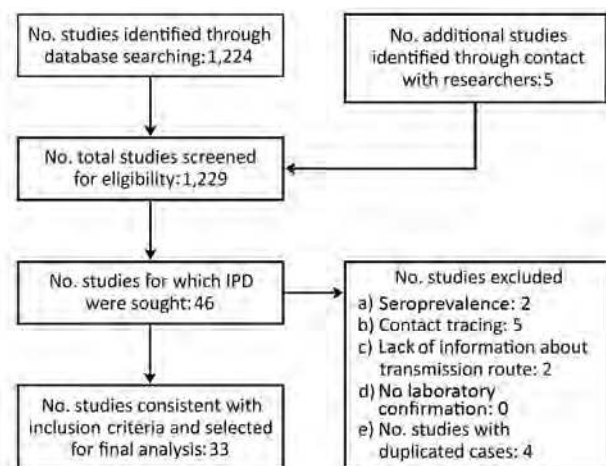 No. studies identified through
database searching: 1,224
No. additional studies
identified through contact
with researchers: 5
No. total studies screened
for eligibility: 1,229
No. studies for which IPD
were sought: 46
No. studies excluded
a) Seroprevalence: 2
b) Contact tracing: 5
c) Lack of information about
transmission route: 2
d) No laboratory
confirmation: 0
e) No. studies with
duplicated cases: 4
No. studies consistent with
inclusion criteria and selected
for final analysis: 33